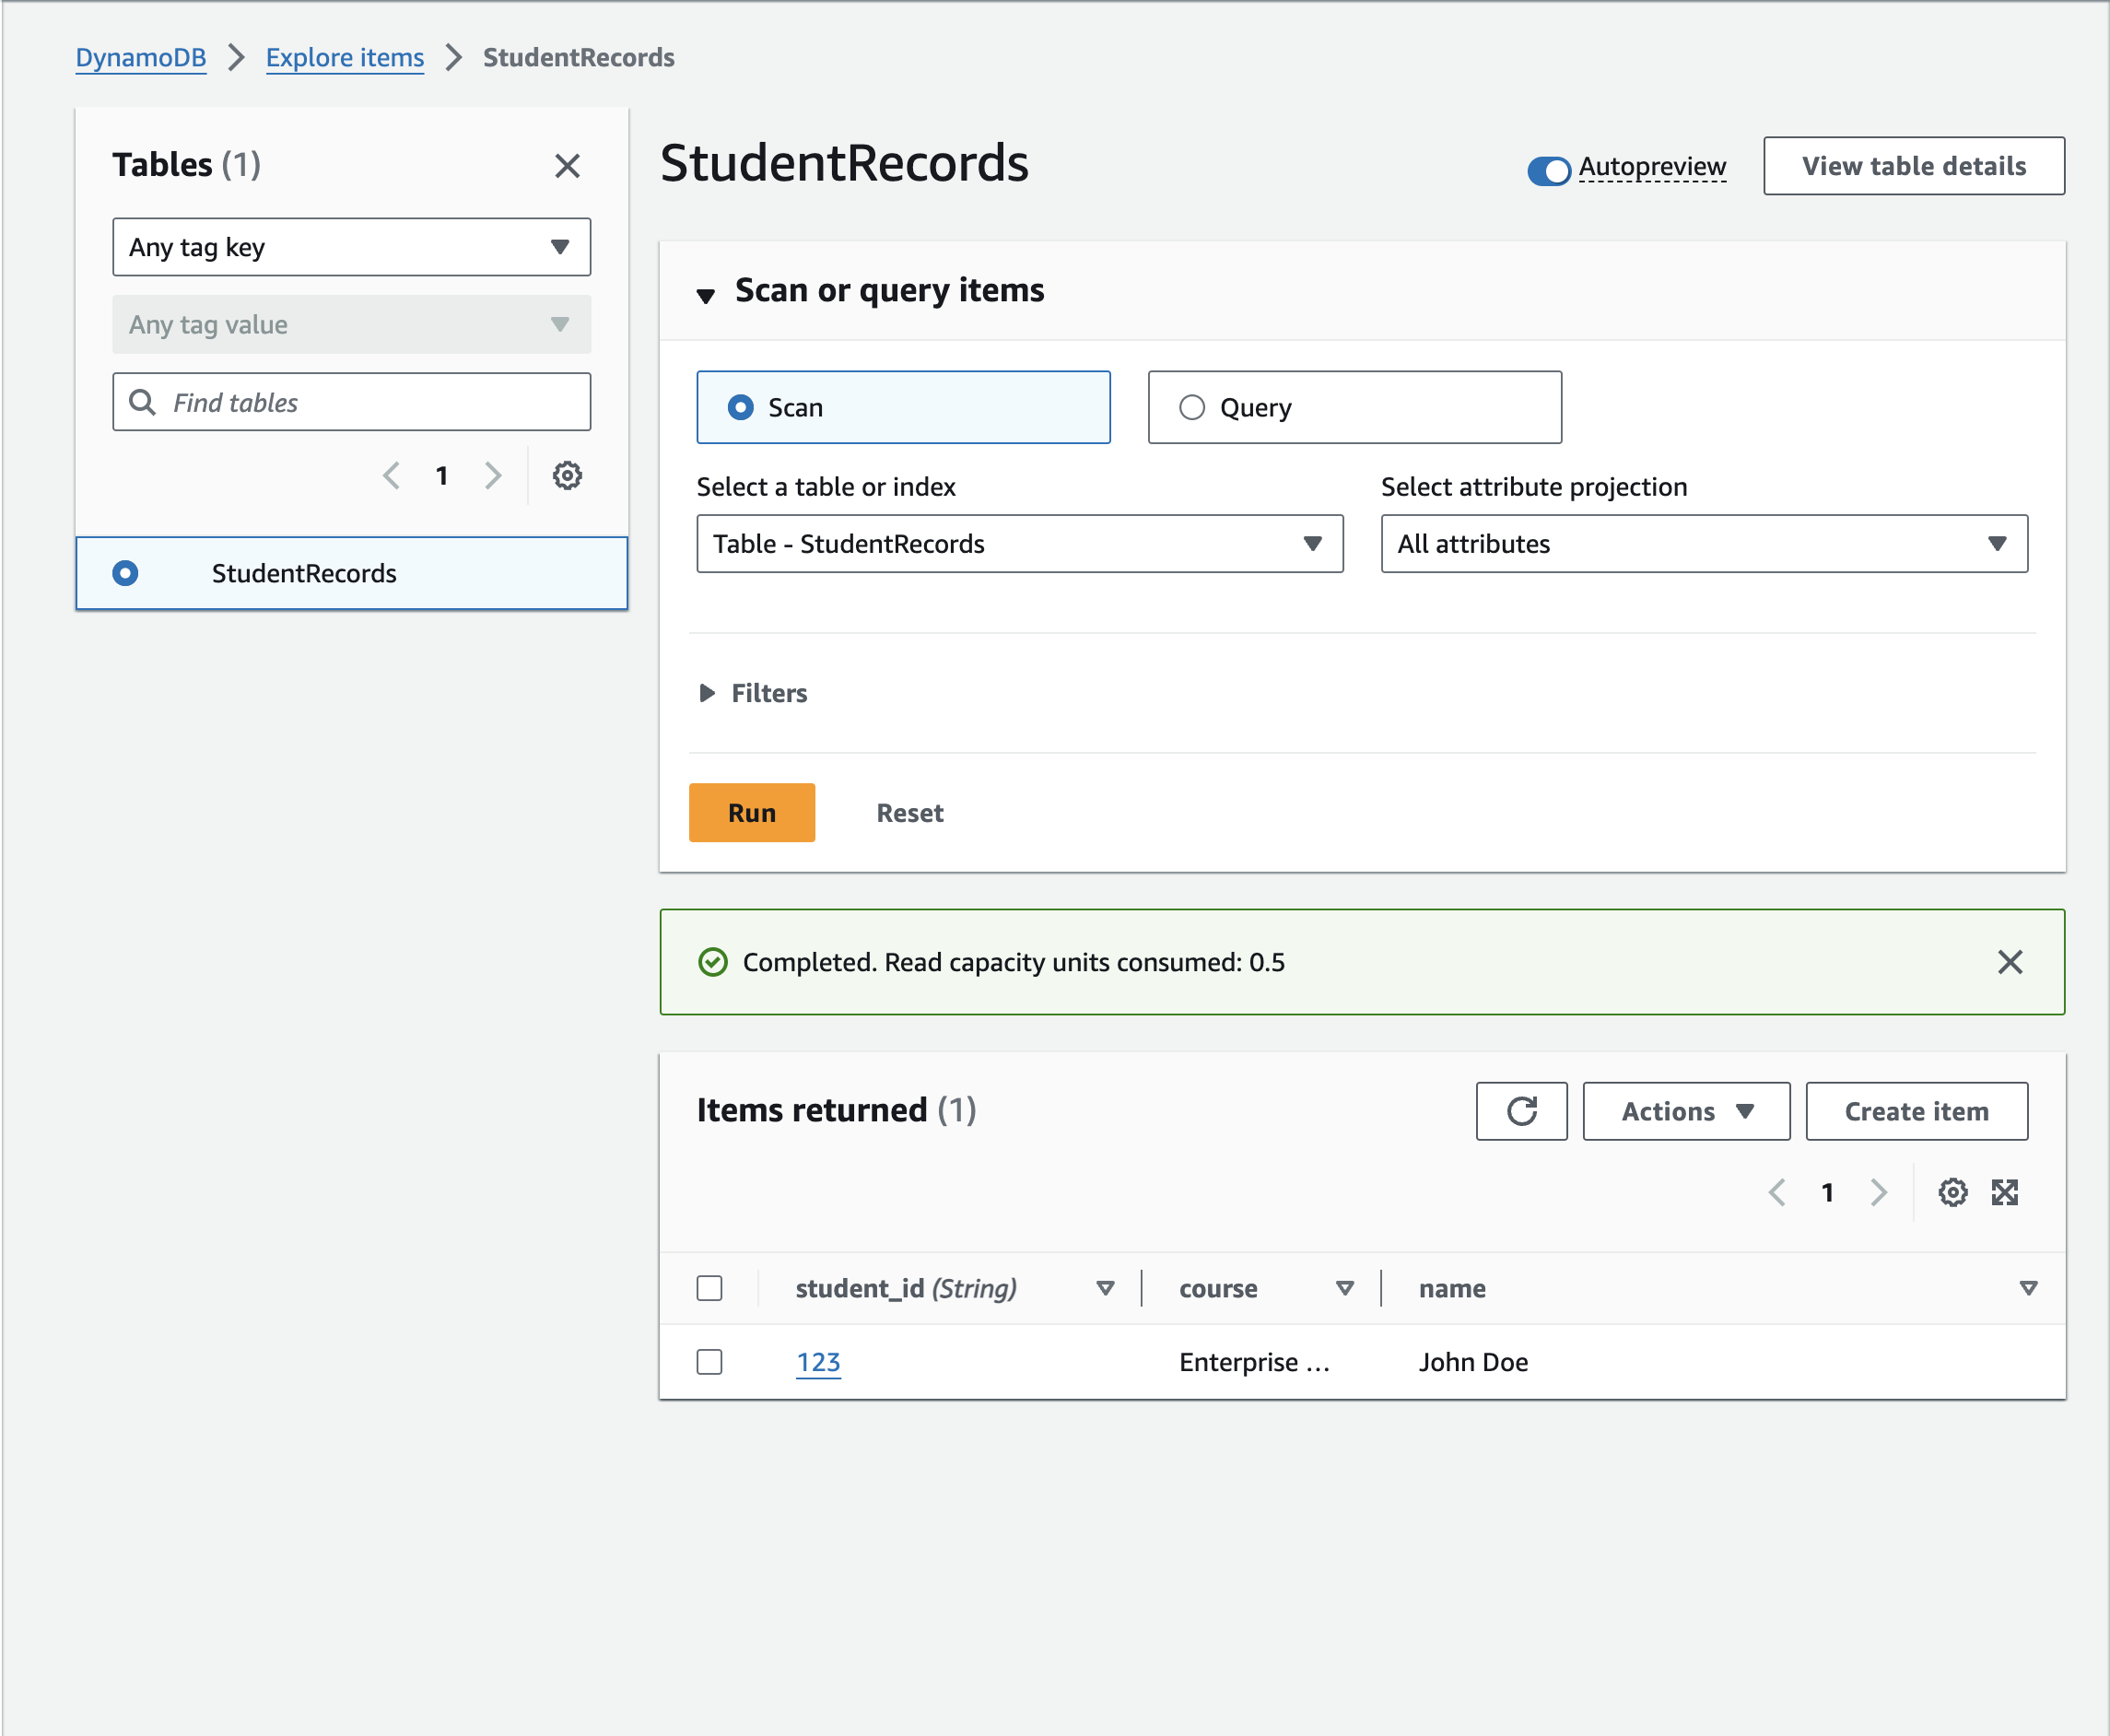 DynamoDB > Explore items > StudentRecords
Tables (1)
Any tag key
Any tag value
Find tables
1
StudentRecords
StudentRecords
Autopreview
View table details
Scan or query items
Scan
Query
Select a table or index
Select attribute projection
Table - StudentRecords
All attributes
Filters
Run
Reset
Completed. Read capacity units consumed: 0.5
Items returned (1)
Actions
Create item
1
student_id (String)
course
name
123
Enterprise ...
John Doe